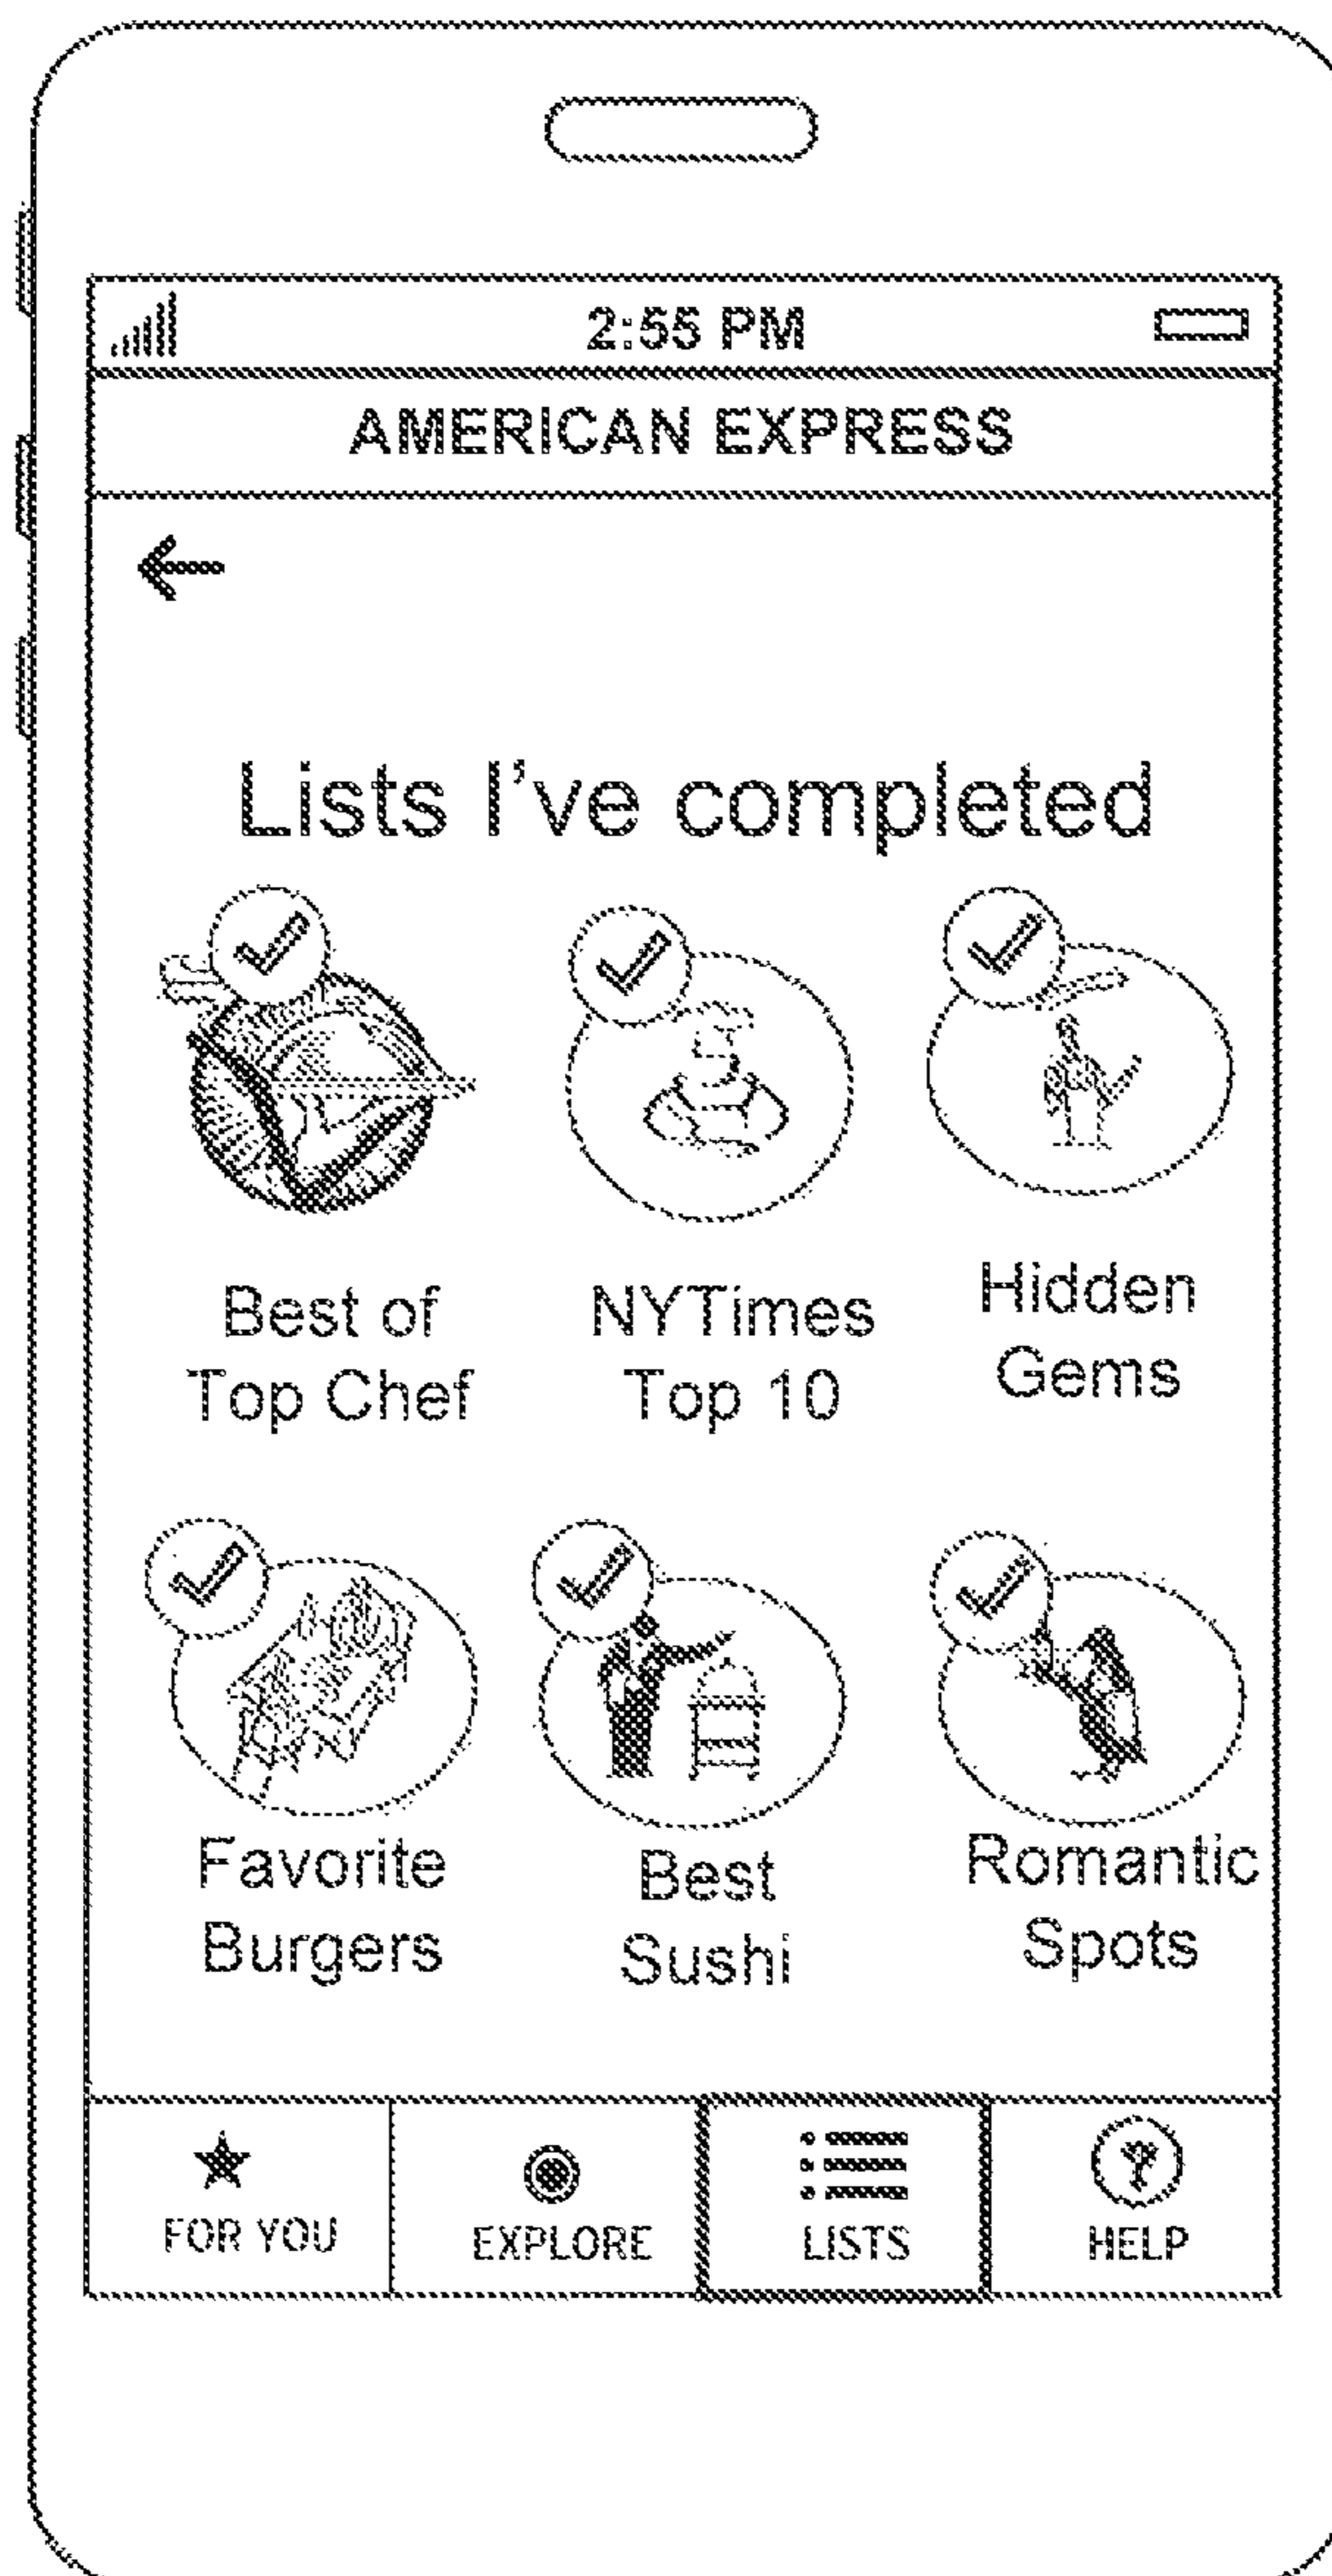 2:55 PM
AMERICAN EXPRESS
Lists I've completed
Best of
Top Chef
NYTimes
Top 10
Hidden
Gems
Favorite
Burgers
Best
Sushi
Romantic
Spots
FOR YOU
EXPLORE
LISTS
HELP